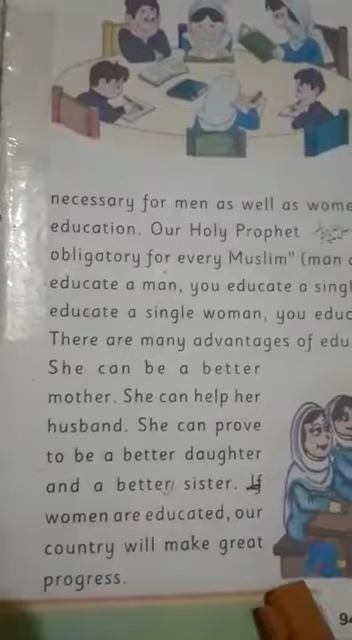 necessary for men as well as wome
education. Our Holy Prophet
obligatory for every Muslim" (man
educate a man, you educate a singl
educate a single woman, you educ
There are many advantages of edu
She can be a better
mother. She can help her
husband. She can prove
to be a better daughter
and a better sister. If
women are educated, our
country will make great
progress.
94